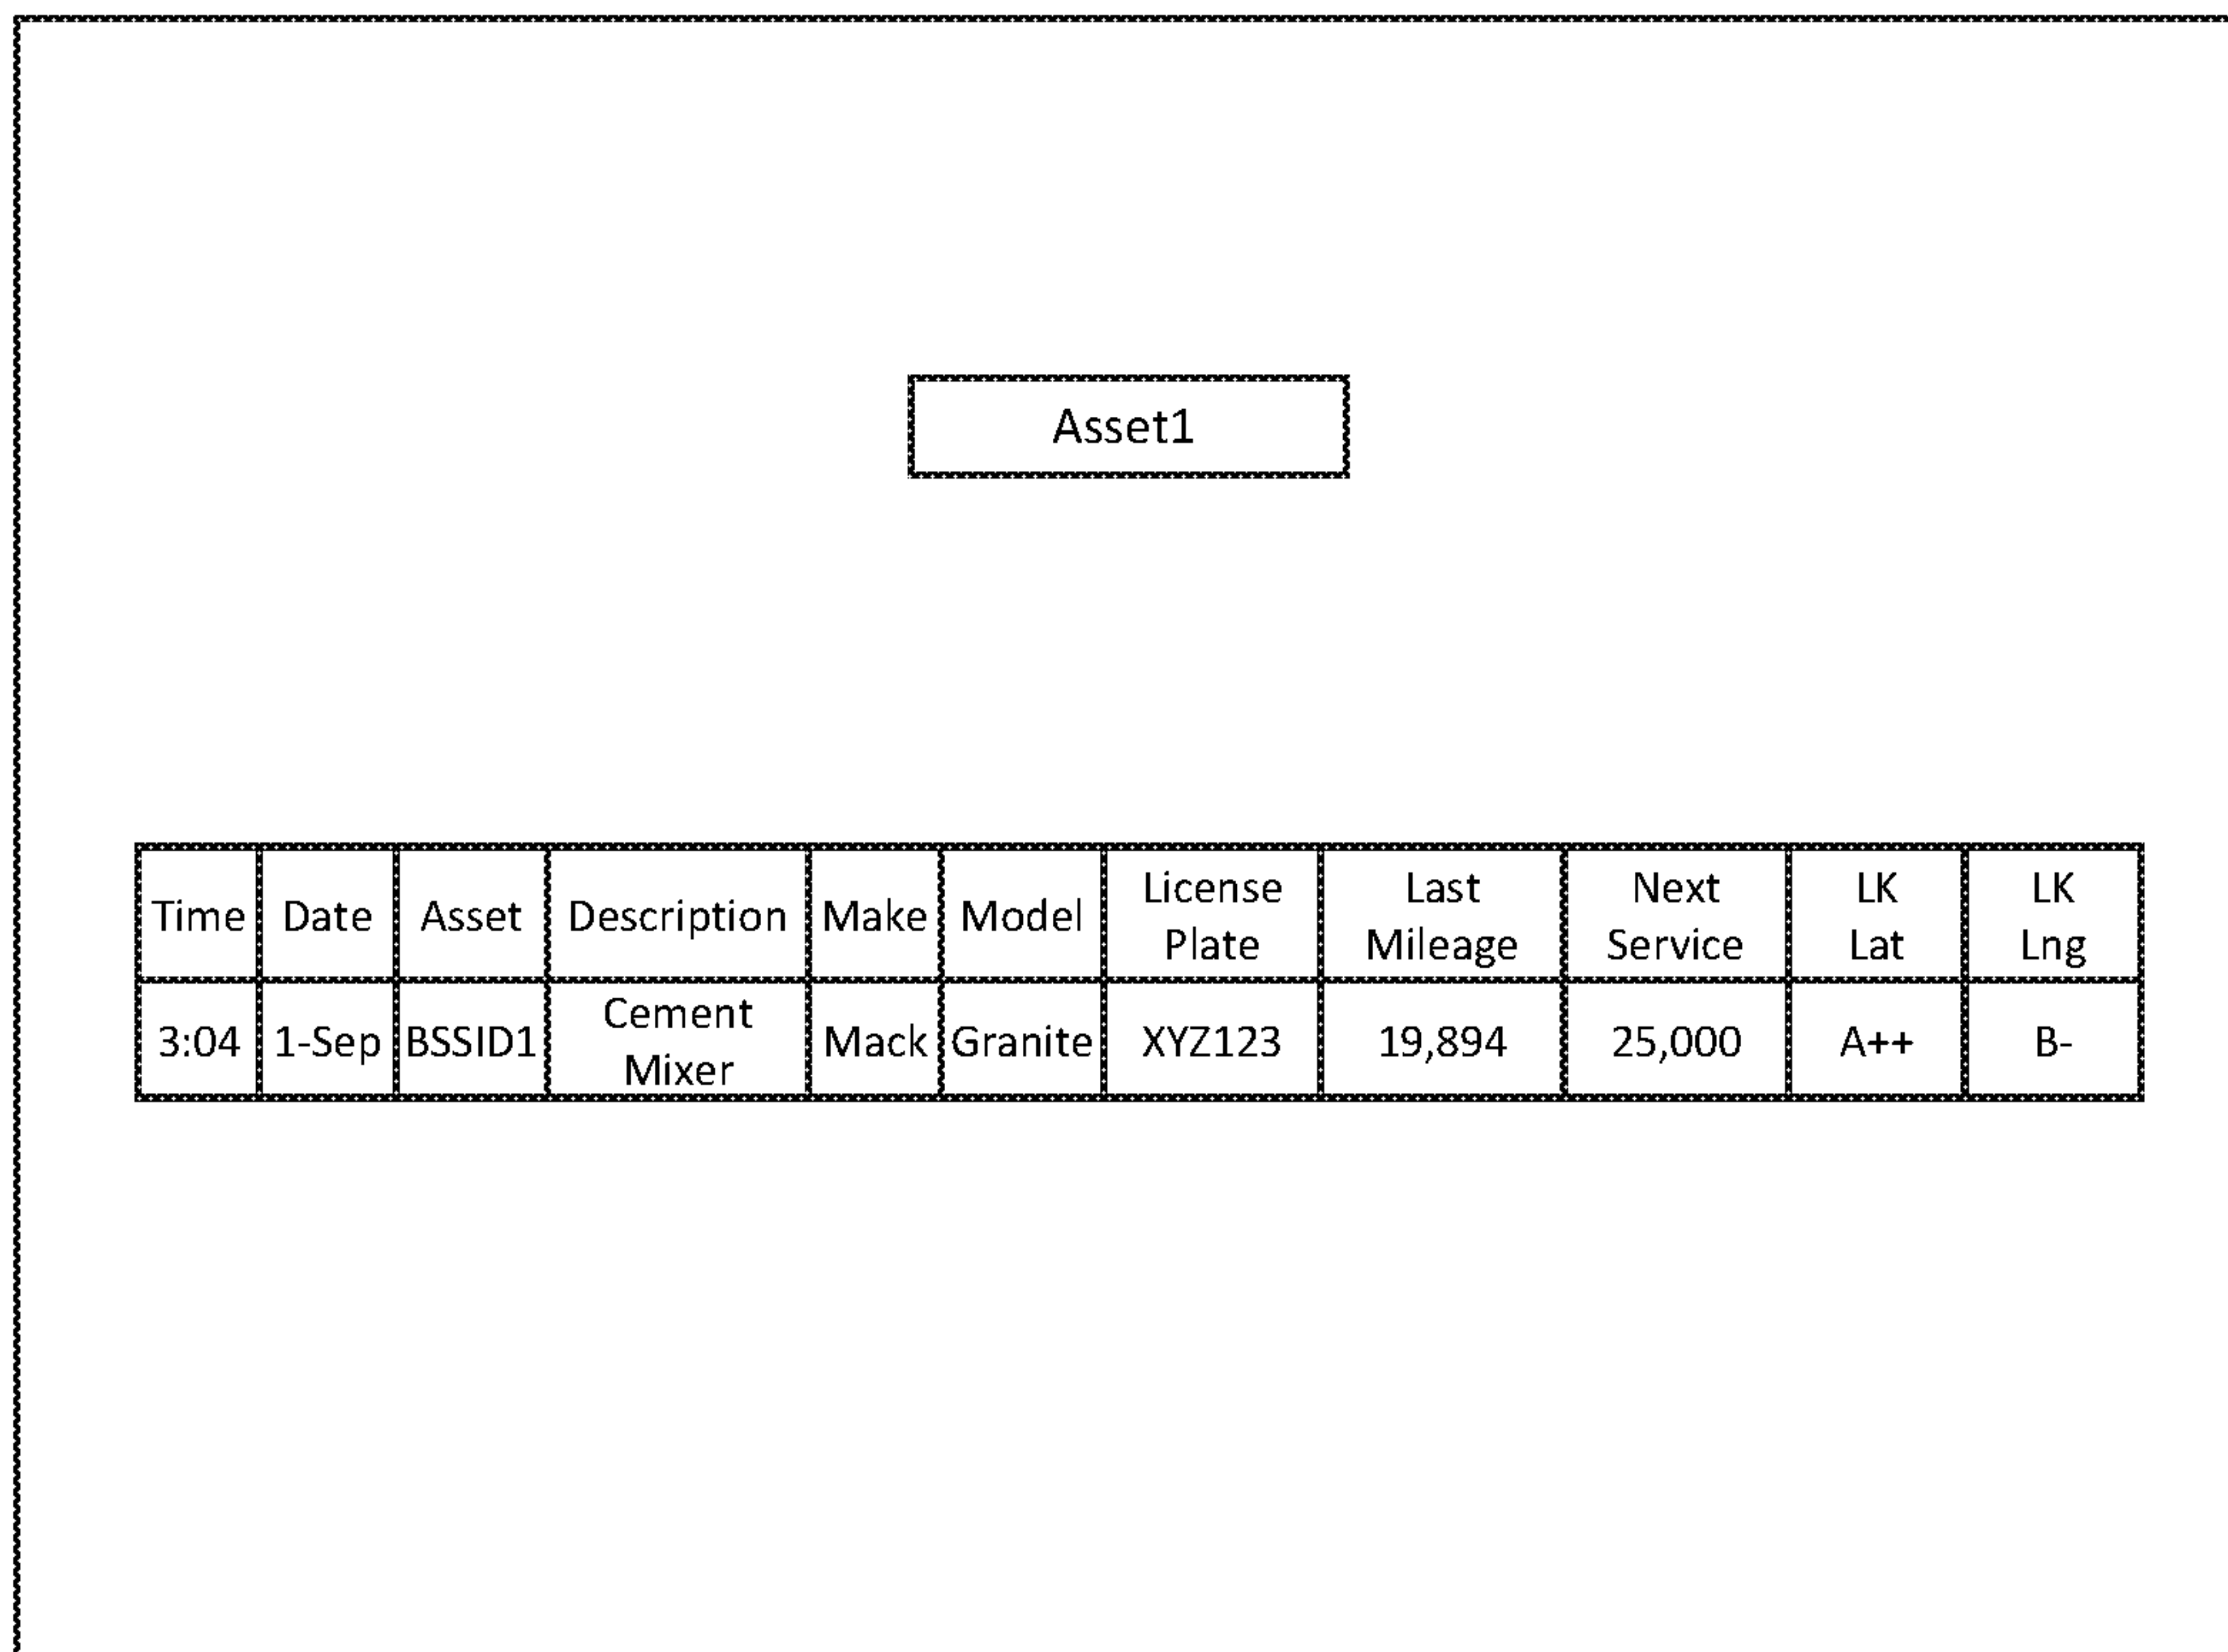 Asset1
Time Date Asset Description Make Model License Plate Last Mileage Next Service LK Lat LK Lng
3:04 1-Sep BSSID1 Cement Mixer Mack Granite XYZ123 19,894 25,000 A++ B-